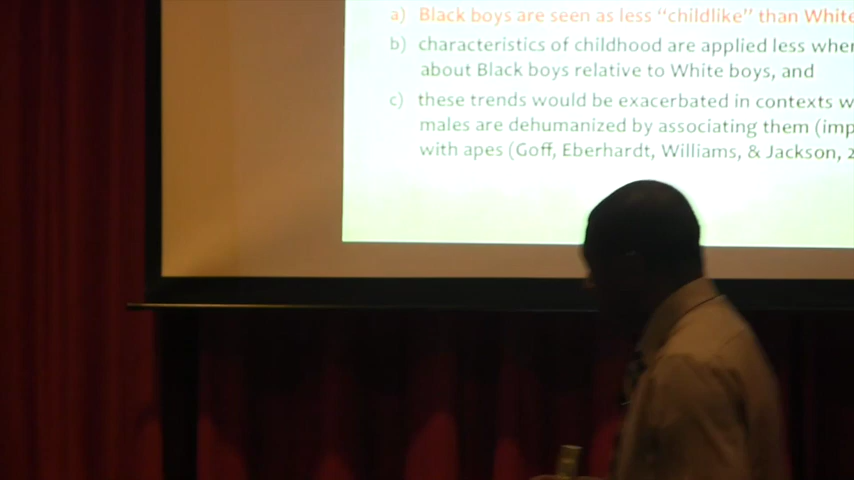 a) Black boys are seen as less “childlike” than White
b) characteristics of childhood are applied less
about Black boys relative to White boys, and
c) these trends would be exacerbated in contexts
males are dehumanized by associating them
with apes (Goff, Eberhardt, Williams, & Jackson,